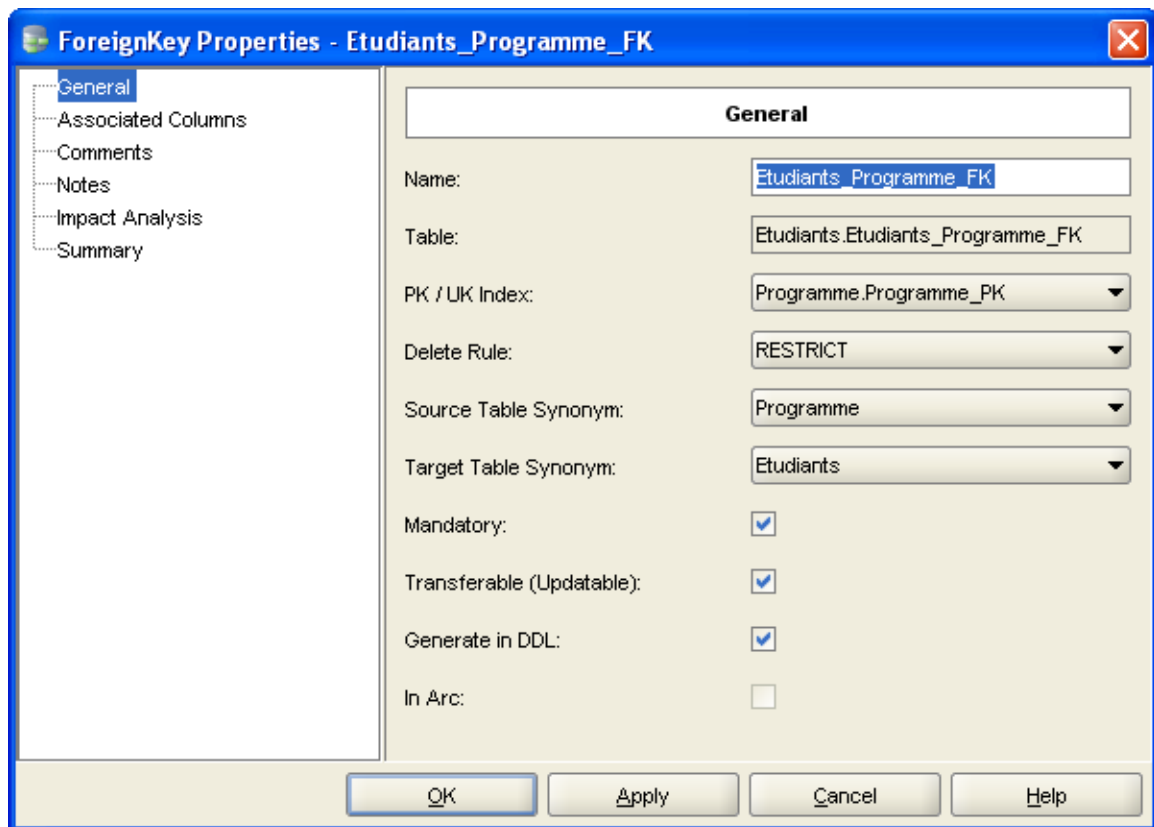 ForeignKey Properties - Etudiants_Programme_FK
General
Associated Columns
Comments
Notes
Impact Analysis
Summary
General
Name: Etudiants_Programme_FK
Table: Etudiants.Etudiants_Programme_FK
PK / UK Index: Programme.Programme_PK
Delete Rule: RESTRICT
Source Table Synonym: Programme
Target Table Synonym: Etudiants
Mandatory:
Transferable (Updatable):
Generate in DDL:
In Arc:
OK Apply Cancel Help